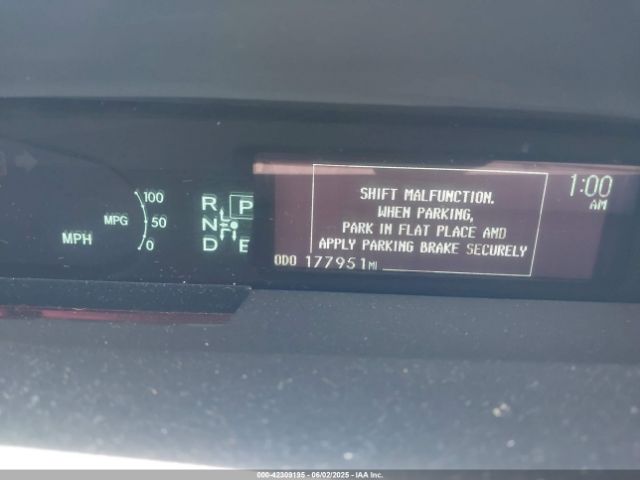 100
MPG 50
MPH 0
R P
N
D
SHIFT MALFUNCTION.
WHEN PARKING,
PARK IN FLAT PLACE AND
APPLY PARKING BRAKE SECURELY
1:00
AM
ODO 177951 MI
000-42309195 - 06/02/2025 - IAA Inc.